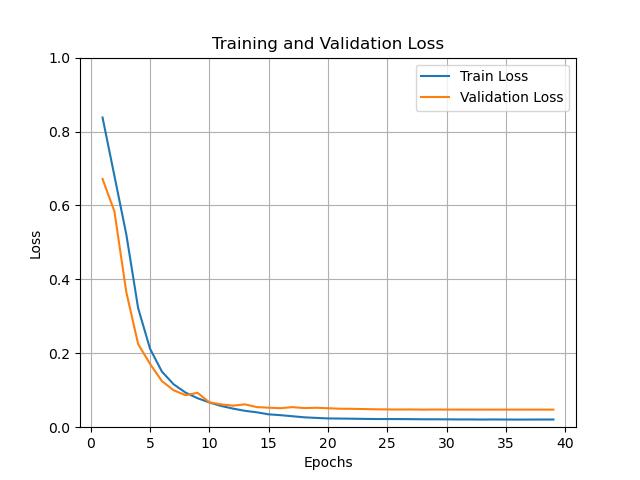 Training and Validation Loss
Train Loss
Validation Loss
1.0
0.8
0.6
0.4
0.2
0.0
Loss
0 5 10 15 20 25 30 35 40
Epochs